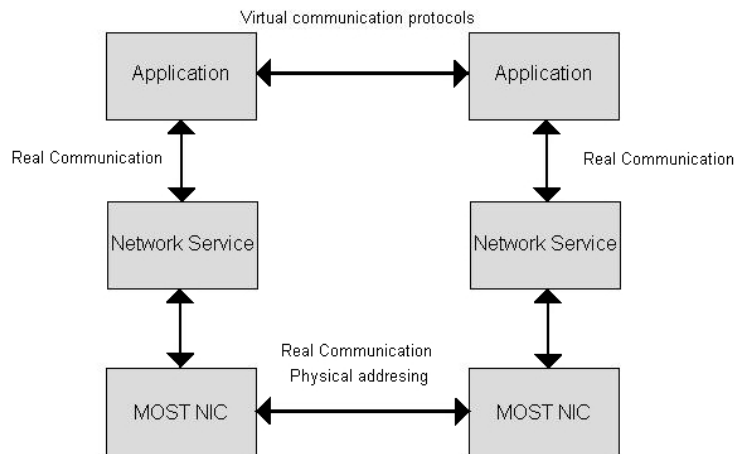 Virtual communication protocols
Application
Application
Real Communication
Real Communication
Network Service
Network Service
Real Communication
Physical addresing
MOST NIC
MOST NIC